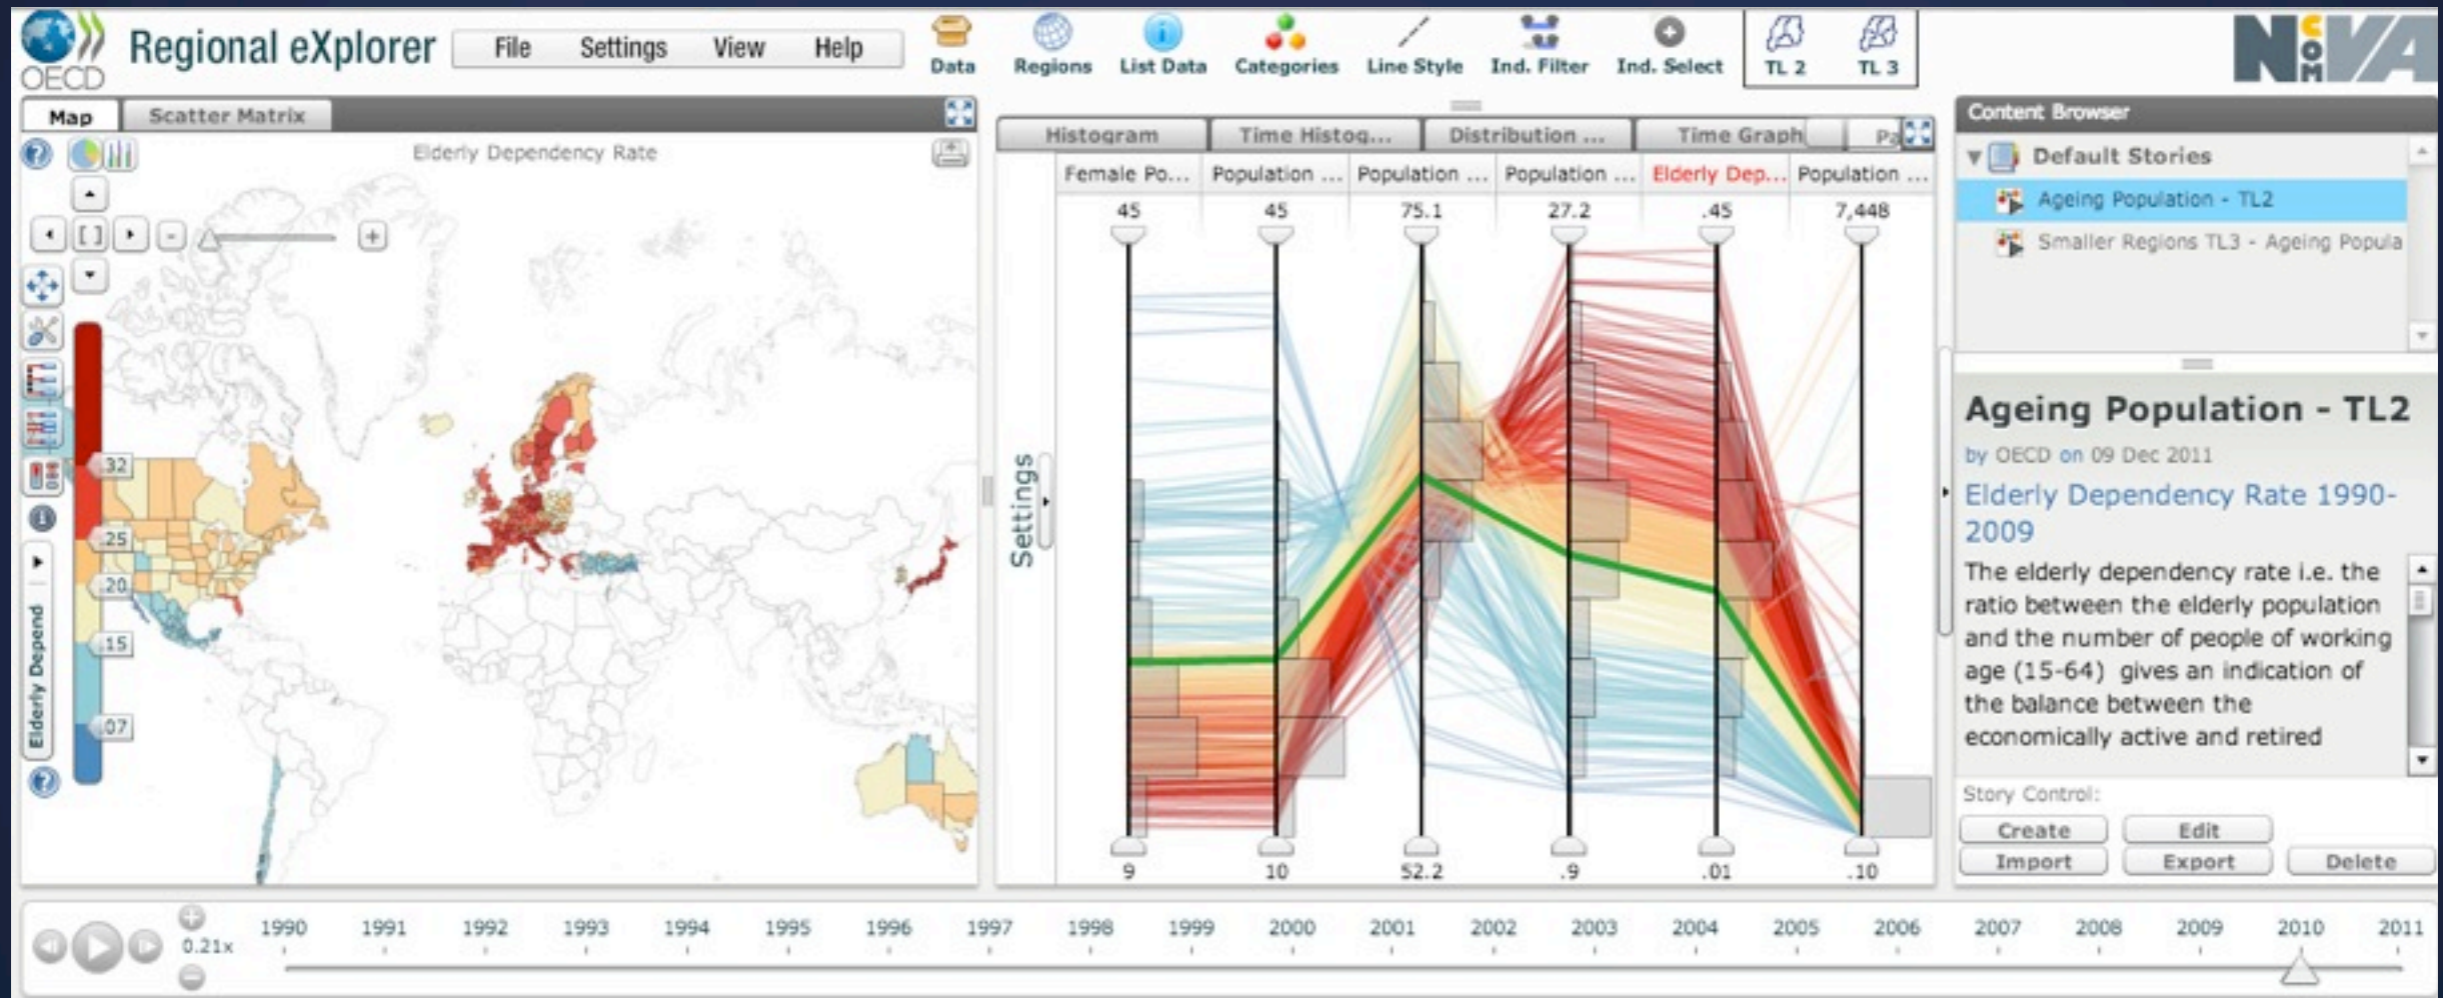 OECD
Regional eXplorer
File Settings View Help
Data
Regions
List Data
Categories
Line Style
Ind. Filter
Ind. Select
TL 2
TL 3
NCOMVA
Map
Scatter Matrix
Elderly Dependency Rate
.32
.25
.20
.15
.07
Elderly Depend
Histogram
Time Histog...
Distribution ...
Time Graph
Pa
Settings
Female Po...
Population ...
Population ...
Population ...
Elderly Dep...
Population ...
45 45 75.1 27.2 .45 7,448
9 10 52.2 .9 .01 .10
Content Browser
Default Stories
Ageing Population - TL2
Smaller Regions TL3 - Ageing Popula
Ageing Population - TL2
by OECD on 09 Dec 2011
Elderly Dependency Rate 1990-
2009
The elderly dependency rate i.e. the
ratio between the elderly population
and the number of people of working
age (15-64) gives an indication of
the balance between the
economically active and retired
Story Control:
Create Edit
Import Export Delete
0.21x
1990 1991 1992 1993 1994 1995 1996 1997 1998 1999 2000 2001 2002 2003 2004 2005 2006 2007 2008 2009 2010 2011